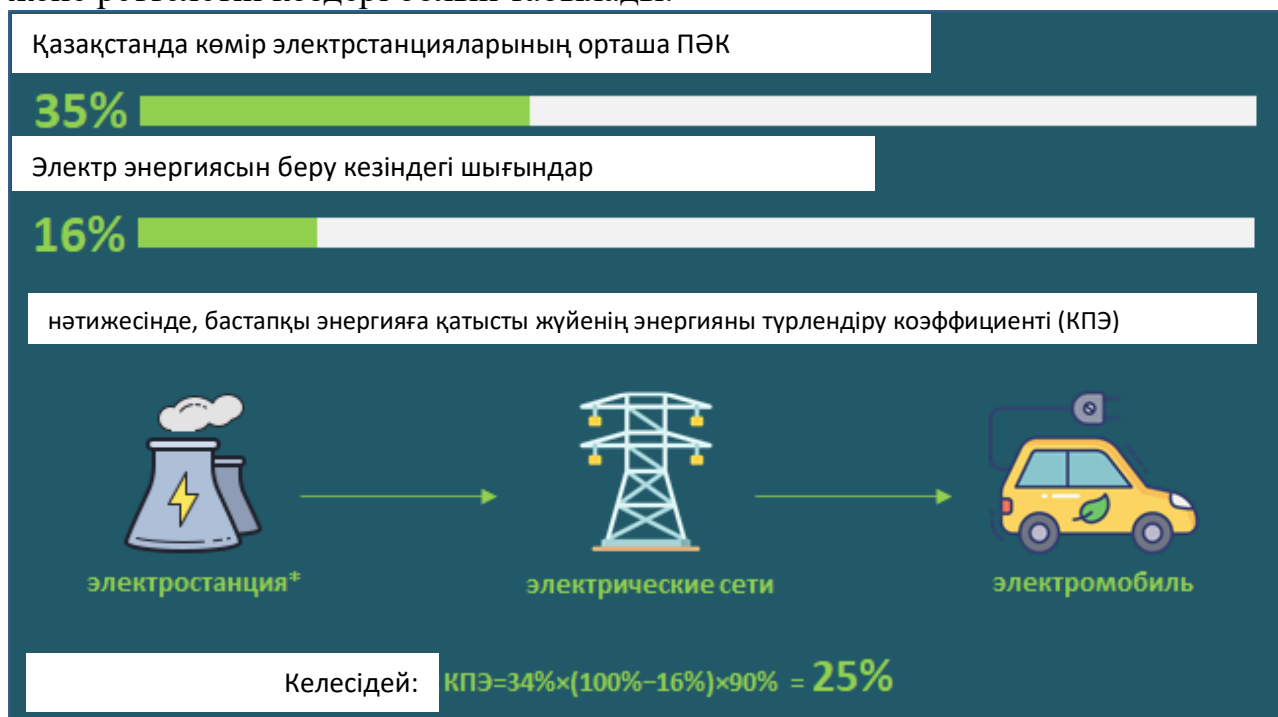 Қазақстанда көмір электрстанцияларының орташа ПӘК
35%
Электр энергиясын беру кезіндегі шығындар
16%
нәтижесінде, бастапқы энергияға қатысты жүйенің энергияны түрлендіру коэффициенті (КПЭ)
электростанция* электрические сети электромобиль
Келесідей: КПЭ=34%×(100%−16%)×90% = 25%